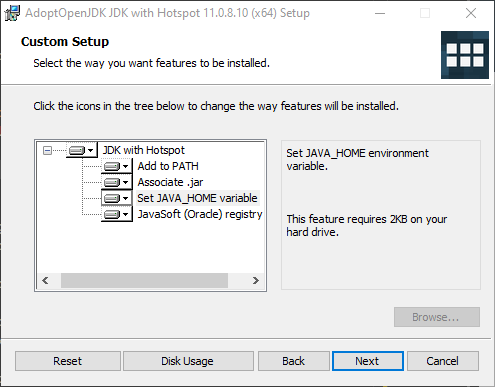 AdoptOpenJDK JDK with Hotspot 11.0.8.10 (x64) Setup
Custom Setup
Select the way you want features to be installed.
Click the icons in the tree below to change the way features will be installed.
JDK with Hotspot
Add to PATH
Associate .jar
Set JAVA_HOME variable
JavaSoft (Oracle) registry
Set JAVA_HOME environment
variable.
This feature requires 2KB on your
hard drive.
Browse...
Reset
Disk Usage
Back
Next
Cancel